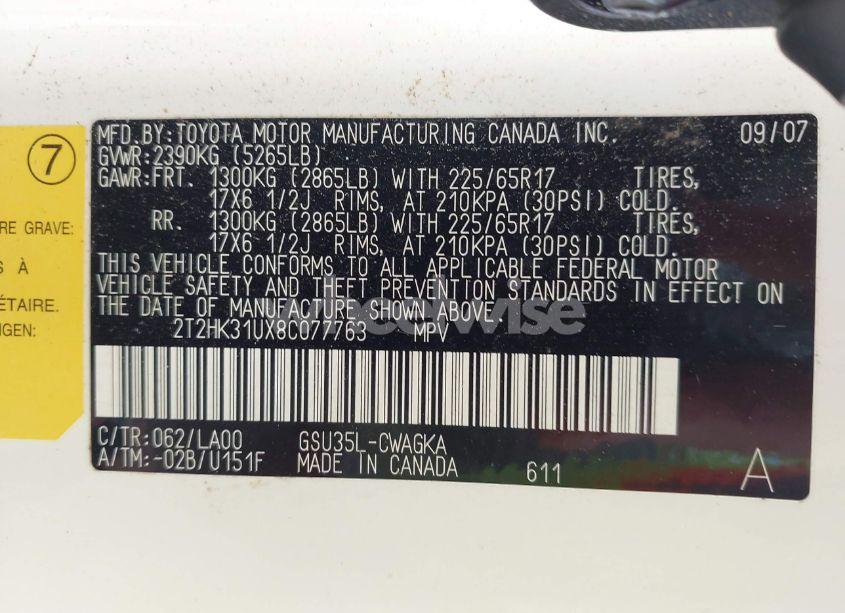 7
RE GRAVE:
S À
ÉTAIRE.
NGEN:
MFD. BY: TOYOTA MOTOR MANUFACTURING CANADA INC. 09/07
GVWR: 2390KG (5265LB)
GAWR: FRT. 1300KG (2865LB) WITH 225/65R17 TIRES,
17X6 1/2J RIMS, AT 210KPA (30PSI) COLD.
RR. 1300KG (2865LB) WITH 225/65R17 TIRES,
17X6 1/2J RIMS, AT 210KPA (30PSI) COLD.
THIS VEHICLE CONFORMS TO ALL APPLICABLE FEDERAL MOTOR
VEHICLE SAFETY AND THEFT PREVENTION STANDARDS IN EFFECT ON
THE DATE OF MANUFACTURE SHOWN ABOVE.
2T2HK31UX8C077763 MPV
wheelwise
C/TR: 062/LA00 GSU35L-CWAGKA
A/TM: -02B/U151F MADE IN CANADA 611 A